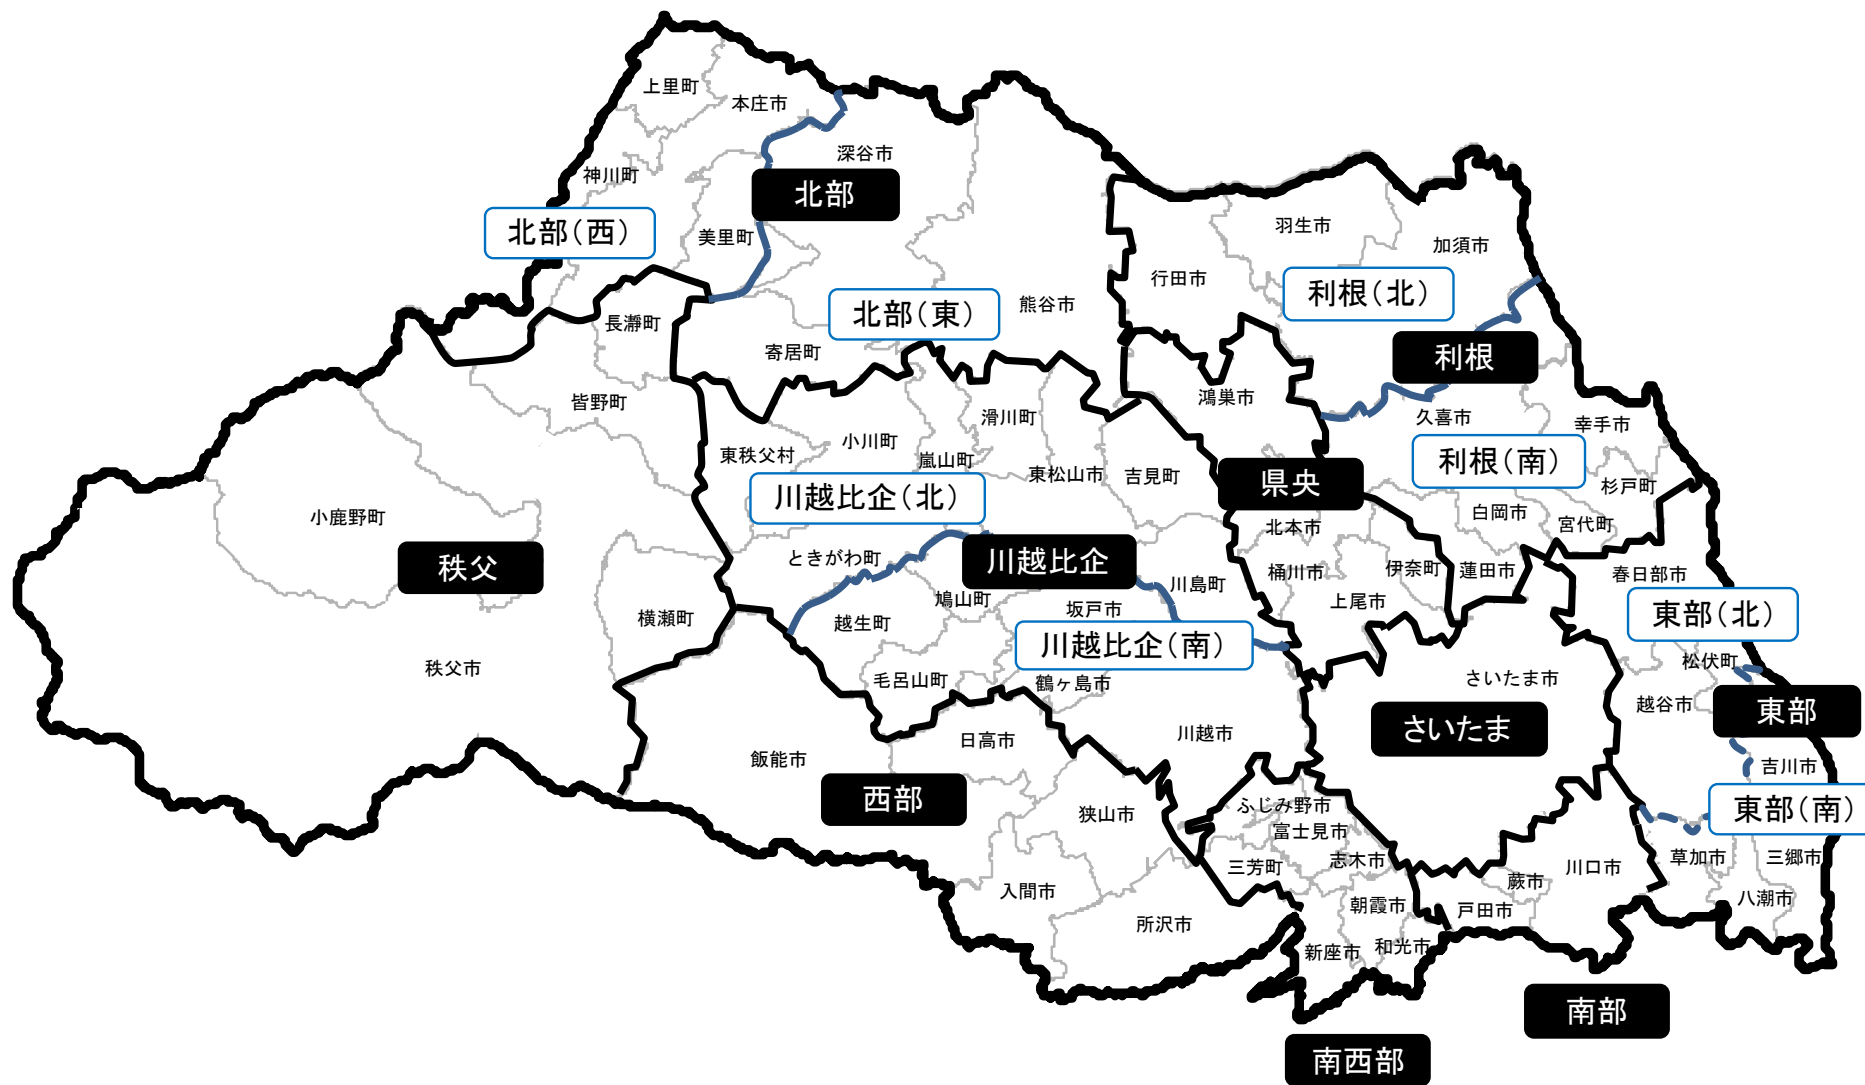 上里町
本庄市
深谷市
神川町
北部
北部（西）
美里町
羽生市
加須市
行田市
利根（北）
北部（東）
熊谷市
長瀞町
寄居町
利根
鴻巣市
皆野町
滑川町
久喜市
幸手市
小川町
東秩父村
嵐山町
東松山市
吉見町
利根（南）
県央
杉戸町
川越比企（北）
小鹿野町
白岡市
宮代町
北本市
ときがわ町
川越比企
秩父
桶川市
伊奈町
蓮田市
春日部市
川島町
鳩山町
上尾市
坂戸市
東部（北）
横瀬町
越生町
川越比企（南）
松伏町
秩父市
毛呂山町
鶴ヶ島市
さいたま市
越谷市
東部
さいたま
川越市
日高市
飯能市
吉川市
西部
ふじみ野市
東部（南）
狭山市
富士見市
志木市
三芳町
川口市
草加市
三郷市
入間市
蕨市
朝霞市
戸田市
八潮市
所沢市
新座市
和光市
南部
南西部